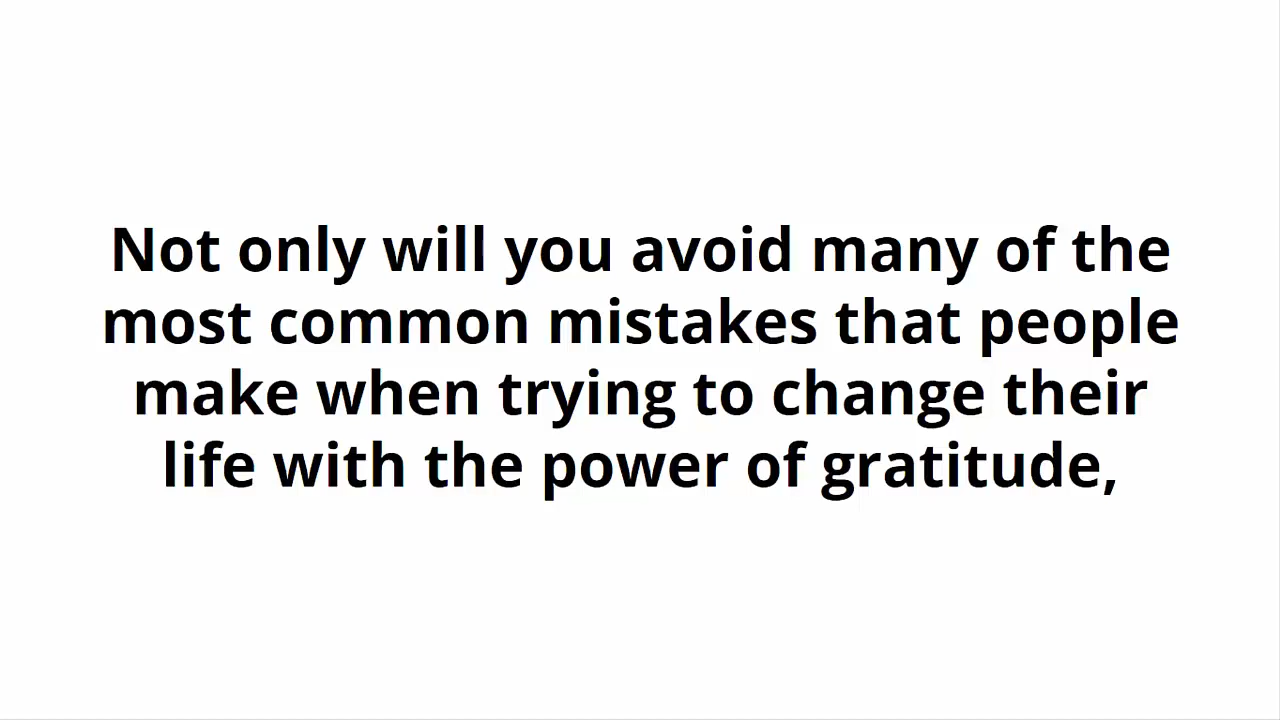 Not only will you avoid many of the
most common mistakes that people
make when trying to change their
life with the power of gratitude,